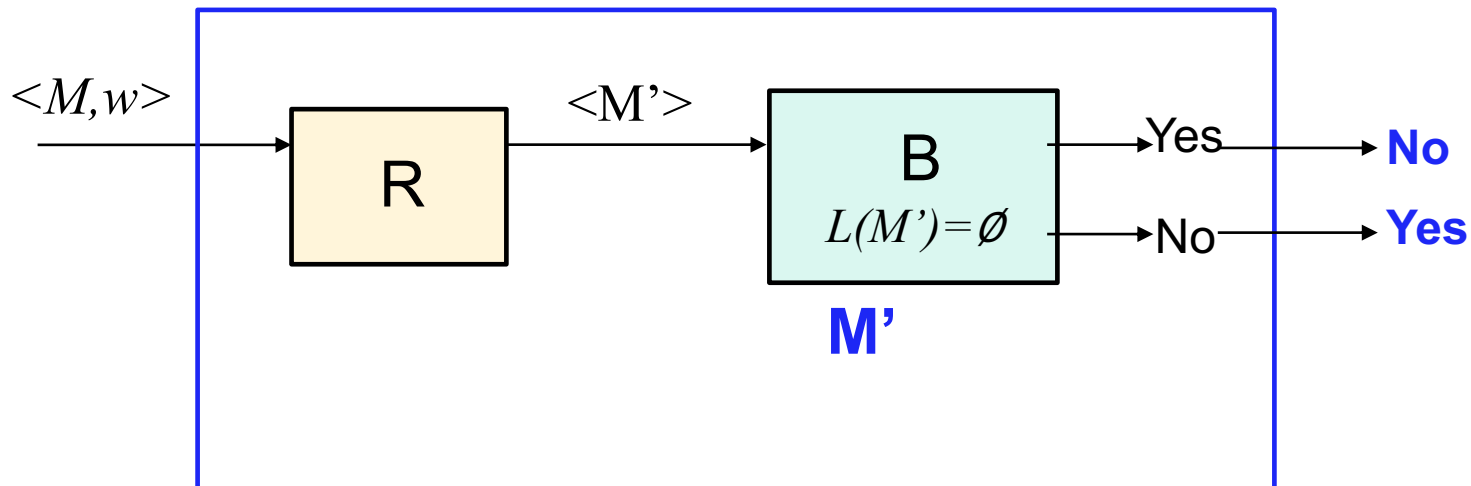 <M,w>
R
<M’>
B
L(M’)=Ø
Yes
No
No
Yes
M’